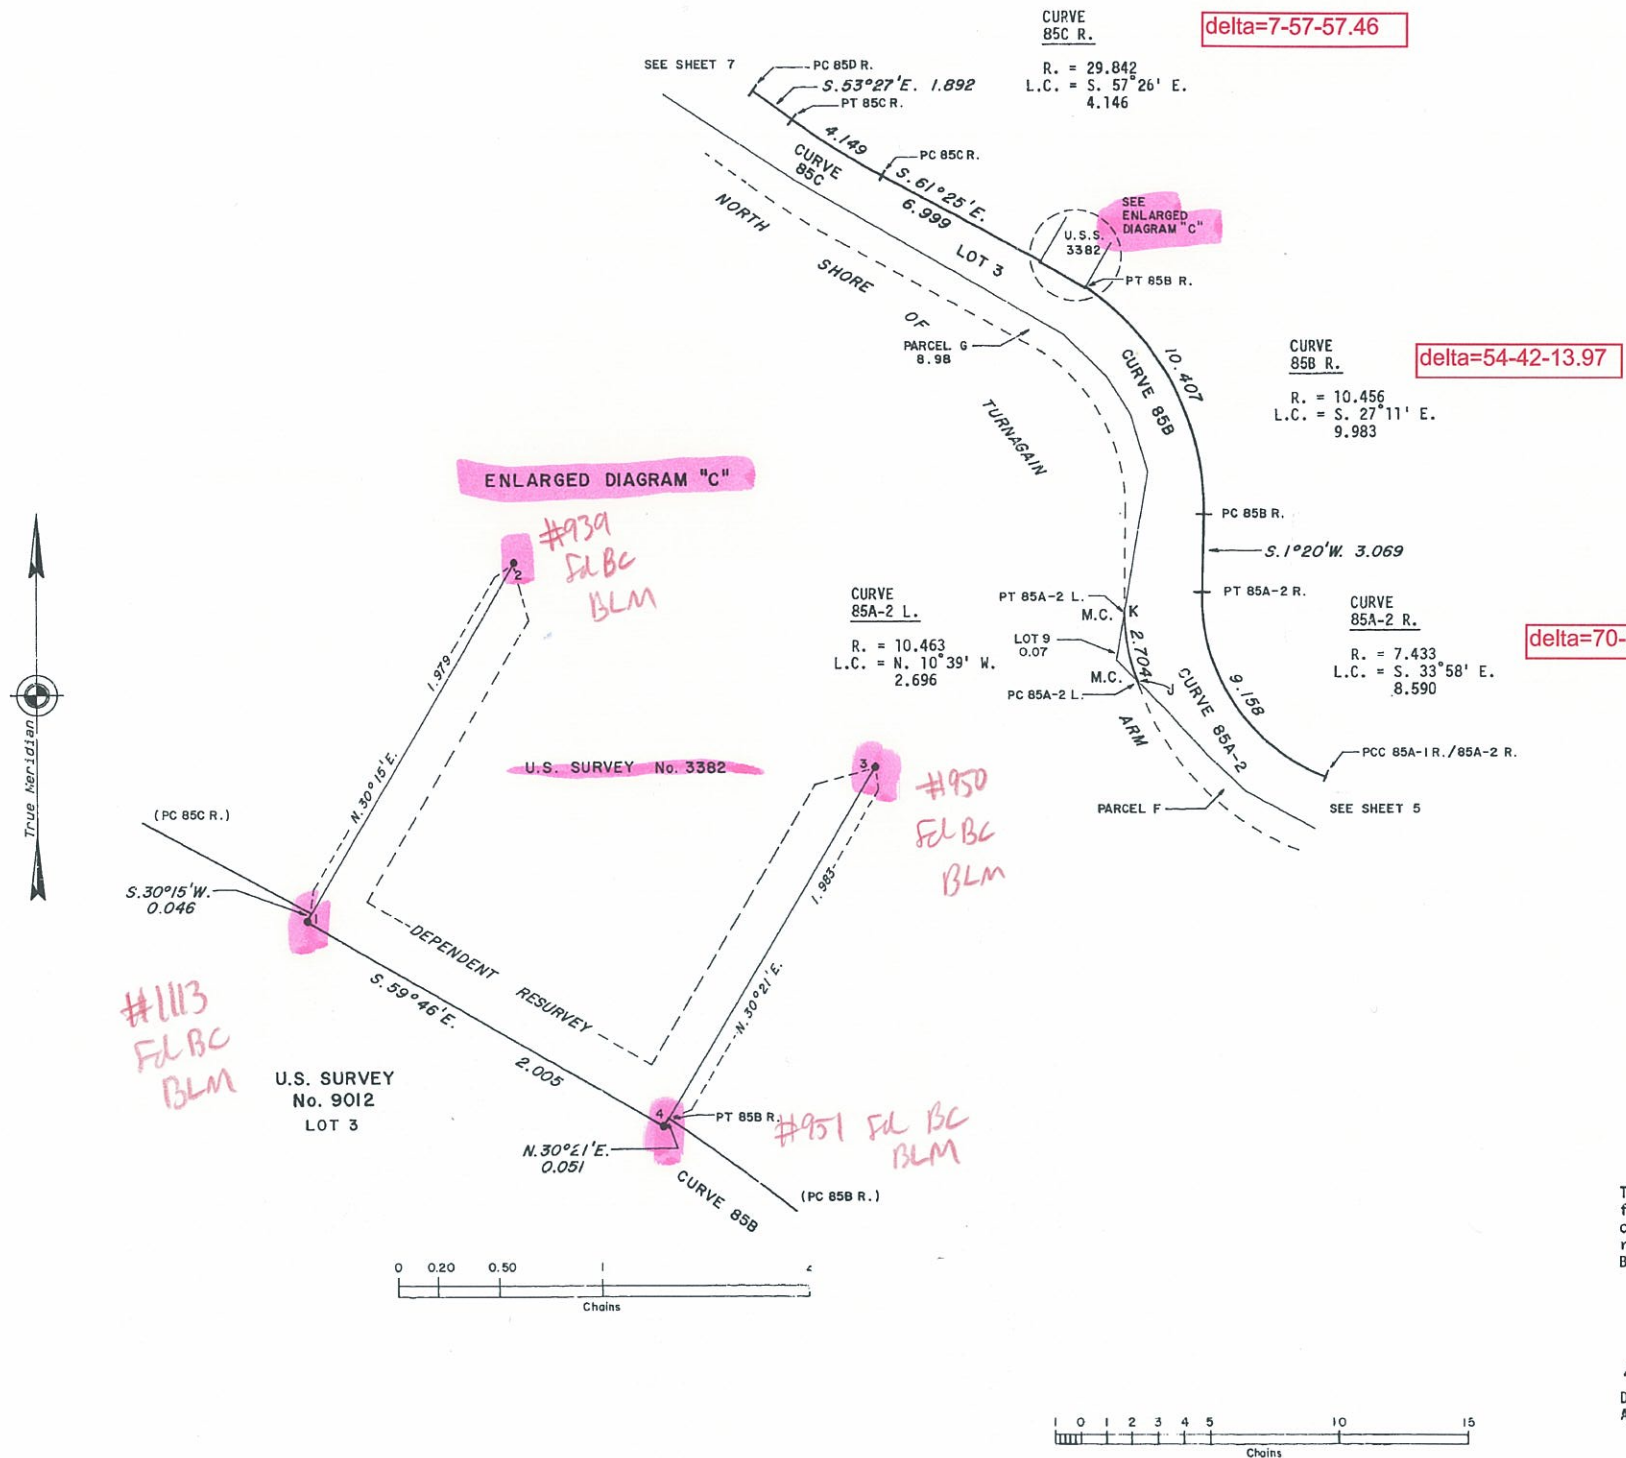 CURVE
85C R.
delta=7-57-57.46
R. = 29.842
L.C. = S. 57°26' E.
4.146
SEE SHEET 7
PC 85D R.
S.53°27'E. 1.892
PT 85C R.
4.149
CURVE
85C
PC 85C R.
S.61°25'E.
6.999
SEE
ENLARGED
DIAGRAM "C"
U.S.S.
3382
LOT 3
PT 85B R.
NORTH
SHORE
OF
TURNAGAIN
ARM
PARCEL G
8.98
CURVE 85B
10.407
CURVE
85B R.
delta=54-42-13.97
R. = 10.456
L.C. = S. 27°11' E.
9.983
PC 85B R.
S.1°20'W. 3.069
PT 85A-2 R.
CURVE
85A-2 L.
R. = 10.463
L.C. = N. 10°39' W.
2.696
PT 85A-2 L.
M.C.
K
LOT 9
0.07
2.704
M.C.
J
PC 85A-2 L.
CURVE 85A-2
9.158
CURVE
85A-2 R.
delta=70-
R. = 7.433
L.C. = S. 33°58' E.
8.590
PCC 85A-1R./85A-2 R.
PARCEL F
SEE SHEET 5
ENLARGED DIAGRAM "C"
#939
Fd BC
BLM
2
1.979
N.30°15'E.
U.S. SURVEY No. 3382
3
#950
Fd BC
BLM
1.983
N.30°21'E.
True Meridian
(PC 85C R.)
S.30°15'W.
0.046
1
#1113
Fd BC
BLM
DEPENDENT
RESURVEY
S.59°46'E.
2.005
U.S. SURVEY
No. 9012
LOT 3
4
PT 85B R.
#951 Fd BC
BLM
N.30°21'E.
0.051
(PC 85B R.)
CURVE 85B
0 0.20 0.50 1
Chains
1 0 1 2 3 4 5 10 15
Chains